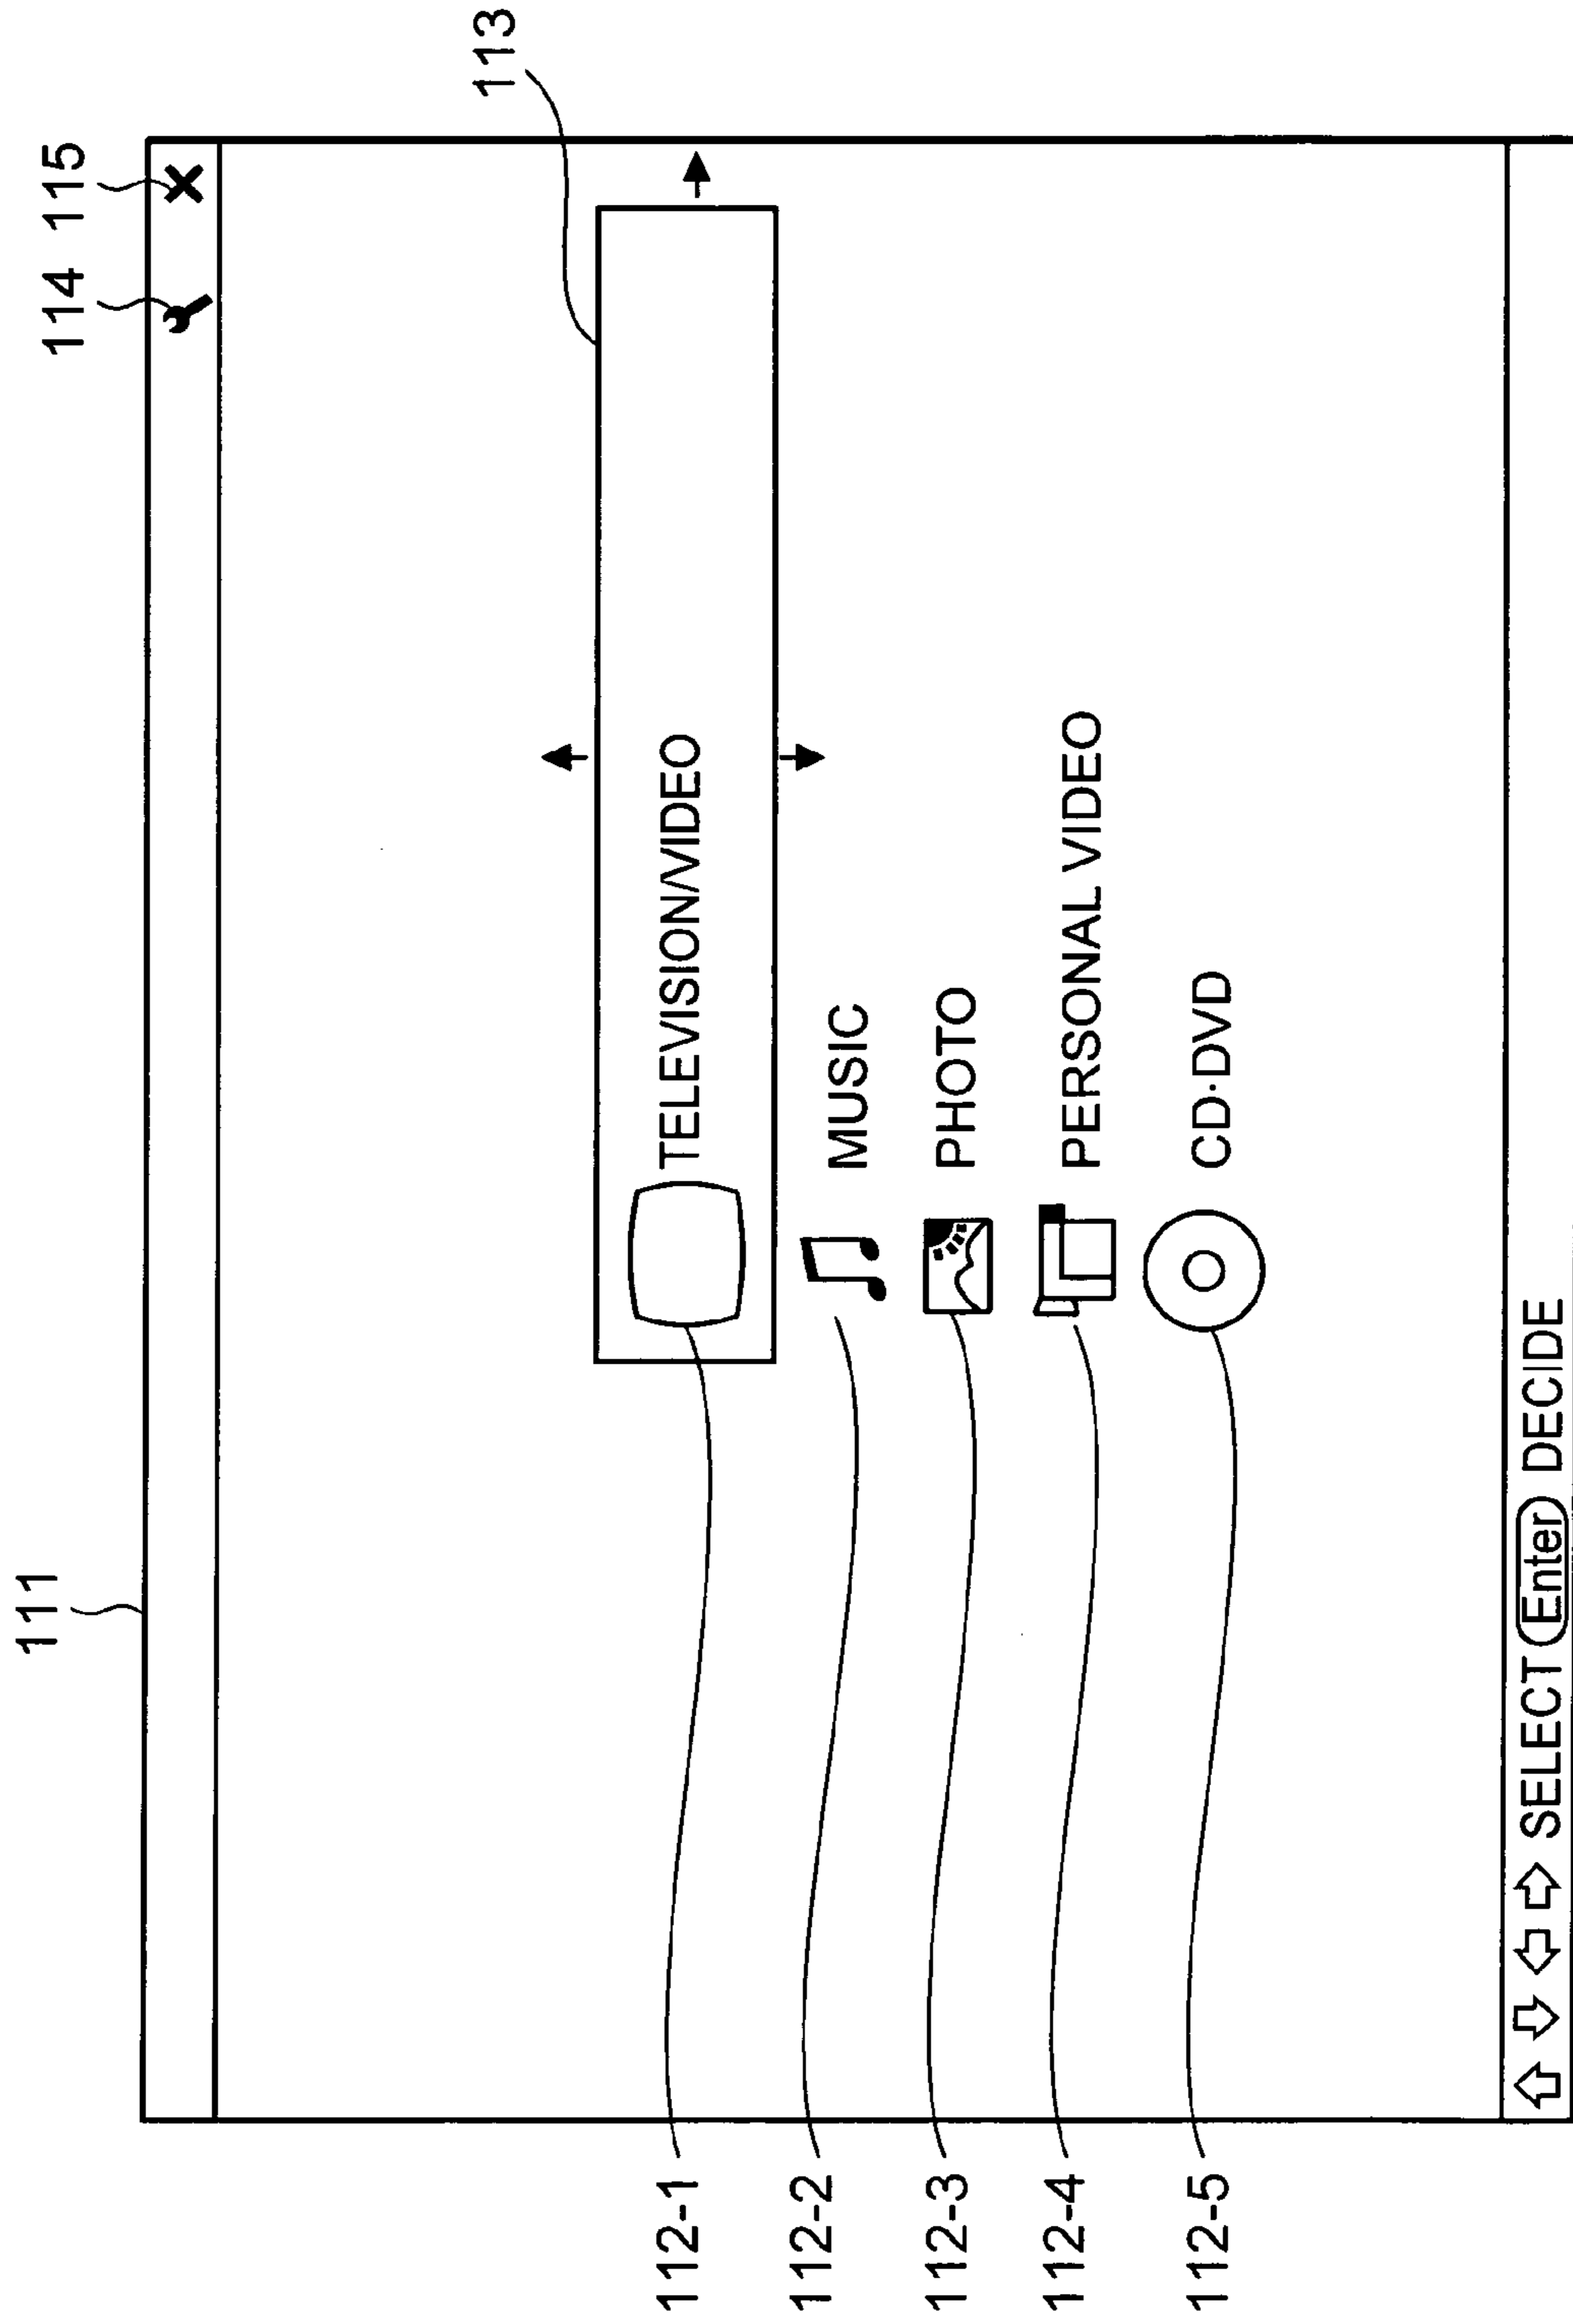 111
114 115
113
112-1 TELEVISION/VIDEO
112-2 MUSIC
112-3 PHOTO
112-4 PERSONAL VIDEO
112-5 CD·DVD
SELECT Enter DECIDE